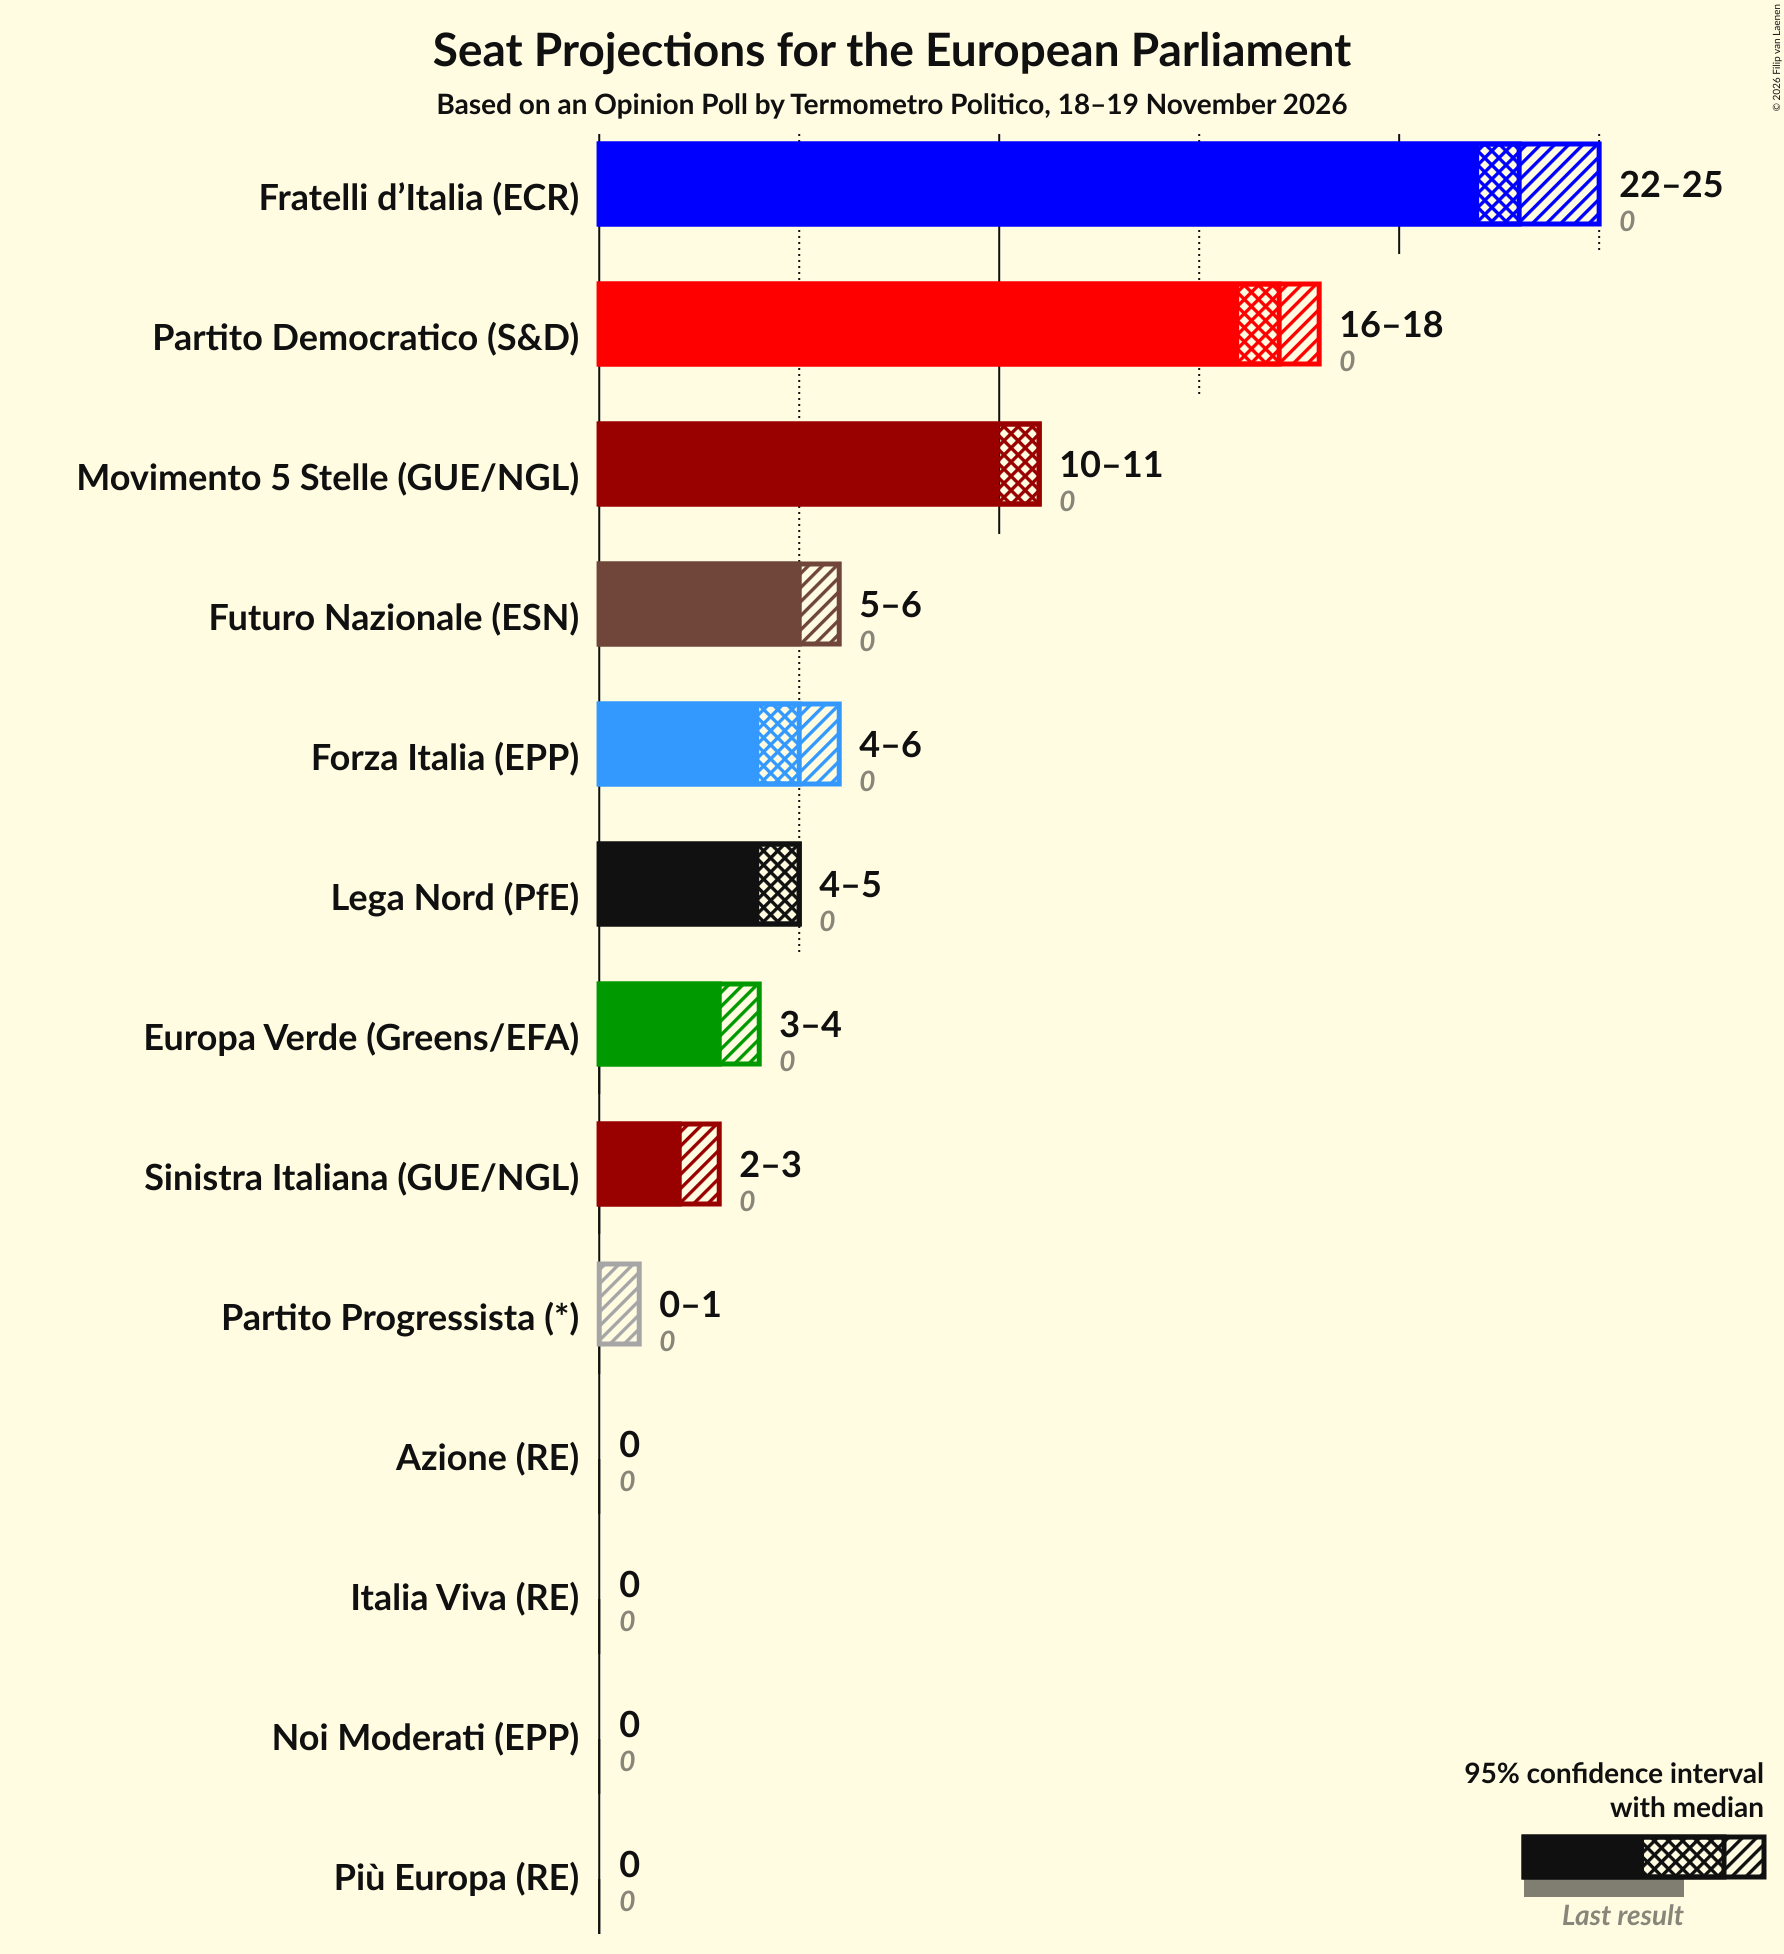 Seat Projections for the European Parliament
Based on an Opinion Poll by Termometro Politico, 18–19 November 2026
© 2026 Filip van Laenen
Fratelli d’Italia (ECR)
22–25
0
Partito Democratico (S&D)
16–18
0
Movimento 5 Stelle (GUE/NGL)
10–11
0
Futuro Nazionale (ESN)
5–6
0
Forza Italia (EPP)
4–6
0
Lega Nord (PfE)
4–5
0
Europa Verde (Greens/EFA)
3–4
0
Sinistra Italiana (GUE/NGL)
2–3
0
Partito Progressista (*)
0–1
0
Azione (RE)
0
0
Italia Viva (RE)
0
0
Noi Moderati (EPP)
0
0
Più Europa (RE)
0
0
95% confidence interval
with median
Last result